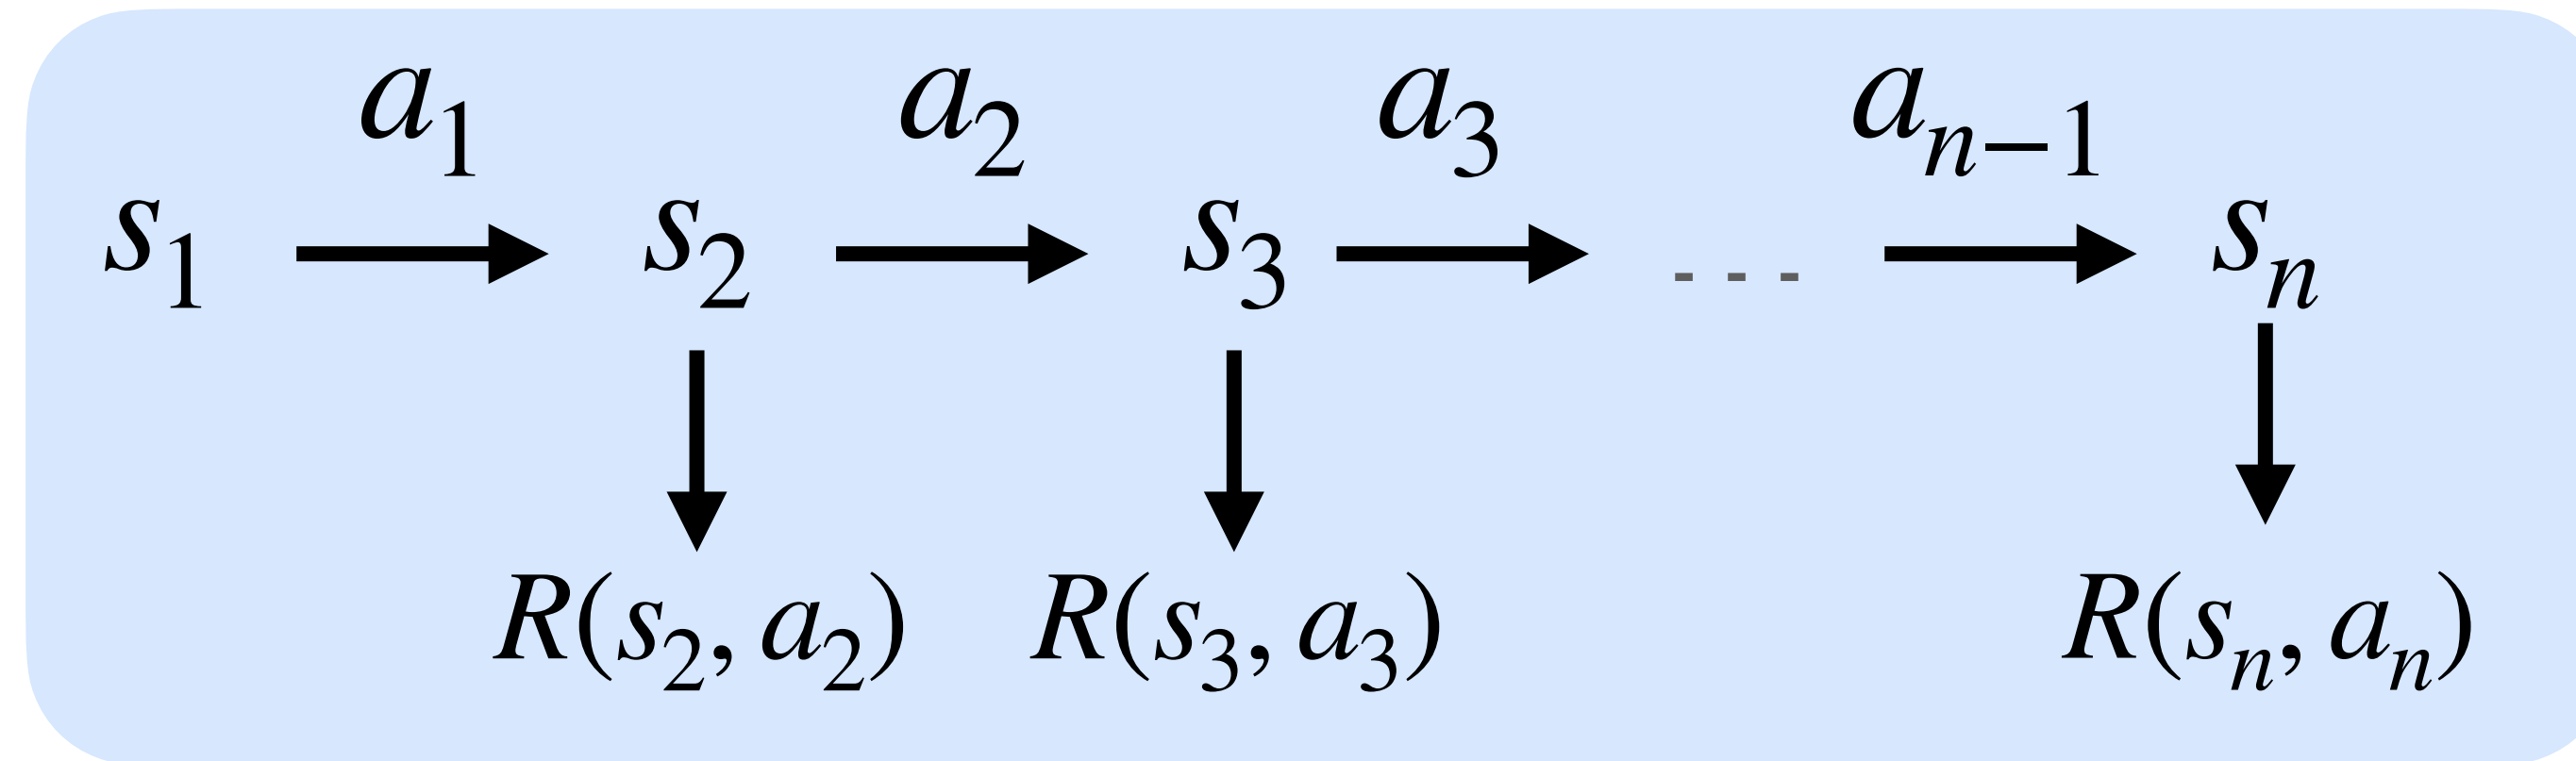 a₁ a₂ a₃ aₙ₋₁
s₁ s₂ s₃ - - - sₙ
R(s₂, a₂) R(s₃, a₃) R(sₙ, aₙ)